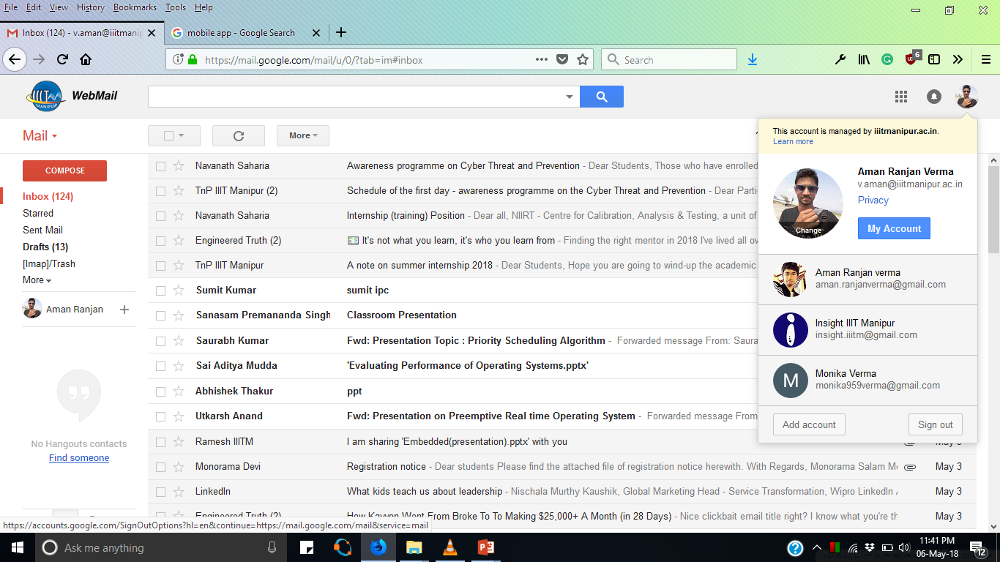 File Edit View History Bookmarks Tools Help
Inbox (124) - v.aman@iiitmanip
mobile app - Google Search
https://mail.google.com/mail/u/0/?tab=im#inbox
Search
6
IIIT
MANIPUR
WebMail
Mail
More
This account is managed by iiitmanipur.ac.in.
Learn more
Aman Ranjan Verma
v.aman@iiitmanipur.ac.in
Privacy
My Account
Change
Aman Ranjan verma
aman.ranjanverma@gmail.com
Insight IIIT Manipur
insight.iiitm@gmail.com
M
Monika Verma
monika959verma@gmail.com
Add account
Sign out
COMPOSE
Inbox (124)
Starred
Sent Mail
Drafts (13)
[Imap]/Trash
More
Aman Ranjan
No Hangouts contacts
Find someone
Navanath Saharia Awareness programme on Cyber Threat and Prevention - Dear Students, Those who have enrolled
TnP IIIT Manipur (2) Schedule of the first day - awareness programme on the Cyber Threat and Prevention - Dear Parti
Navanath Saharia Internship (training) Position - Dear all, NIIRT - Centre for Calibration, Analysis & Testing, a unit of
Engineered Truth (2) It's not what you learn, it's who you learn from - Finding the right mentor in 2018 I've lived all ov
TnP IIIT Manipur A note on summer internship 2018 - Dear Students, Hope you are going to wind-up the academic
Sumit Kumar sumit ipc
Sanasam Premananda Singh Classroom Presentation
Saurabh Kumar Fwd: Presentation Topic : Priority Scheduling Algorithm - Forwarded message From: Saura
Sai Aditya Mudda 'Evaluating Performance of Operating Systems.pptx'
Abhishek Thakur ppt
Utkarsh Anand Fwd: Presentation on Preemptive Real time Operating System - Forwarded message From
Ramesh IIITM I am sharing 'Embedded(presentation).pptx' with you May 3
Monorama Devi Registration notice - Dear students Please find the attached file of registration notice herewith. With Regards, Monorama Salam Mo May 3
LinkedIn What kids teach us about leadership - Nischala Murthy Kaushik, Global Marketing Head - Service Transformation, Wipro LinkedIn May 3
Engineered Truth (2) How Kayven Went From Broke To To Making $25,000+ A Month (in 28 Days) - Nice clickbait email title right? I know what you're th May 3
https://accounts.google.com/SignOutOptions?hl=en&continue=https://mail.google.com/mail&service=mail
Ask me anything
11:41 PM
06-May-18
12